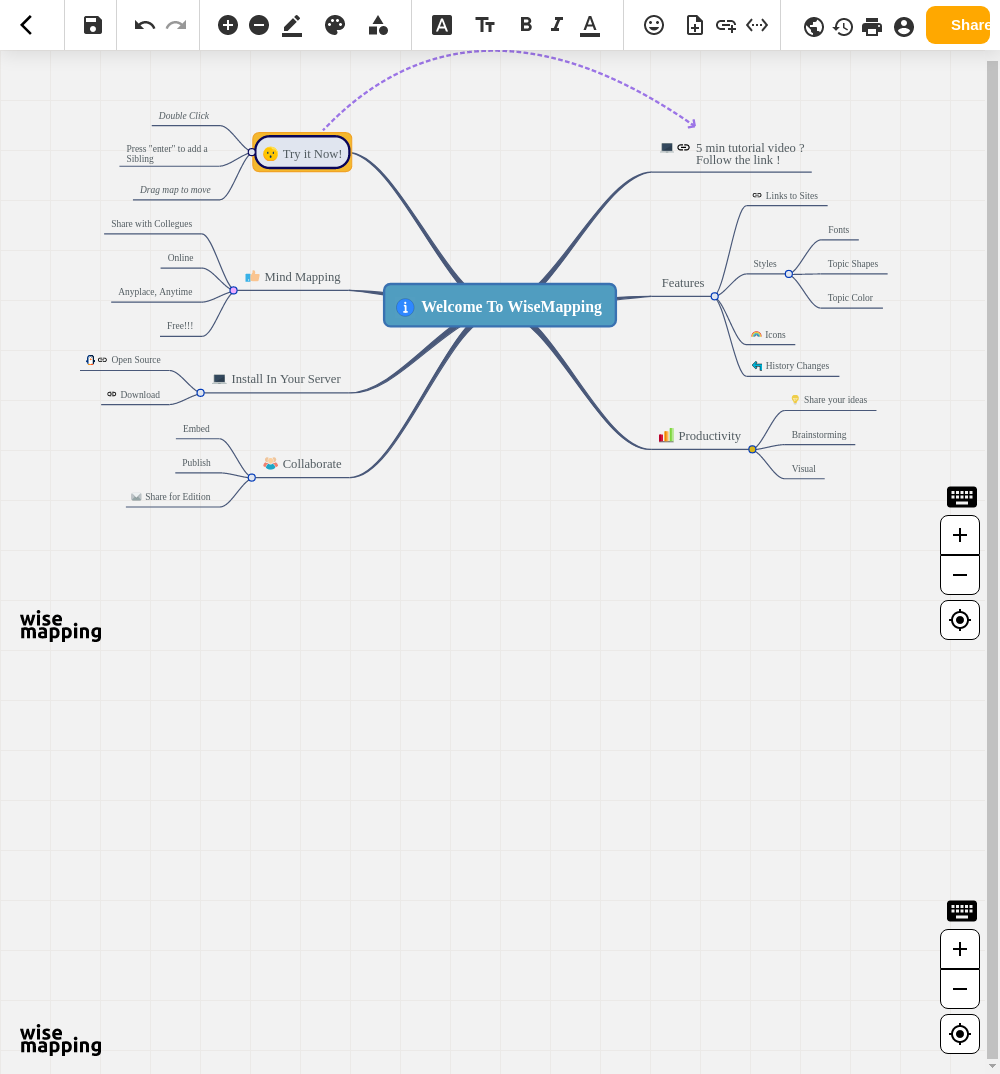 Share
Double Click
Press "enter" to add a
Sibling
Drag map to move
Try it Now!
5 min tutorial video ?
Follow the link !
Share with Collegues
Online
Anyplace, Anytime
Free!!!
Mind Mapping
Links to Sites
Fonts
Styles
Topic Shapes
Topic Color
Features
Icons
History Changes
Welcome To WiseMapping
Open Source
Download
Install In Your Server
Embed
Publish
Share for Edition
Collaborate
Productivity
Share your ideas
Brainstorming
Visual
wise
mapping
wise
mapping